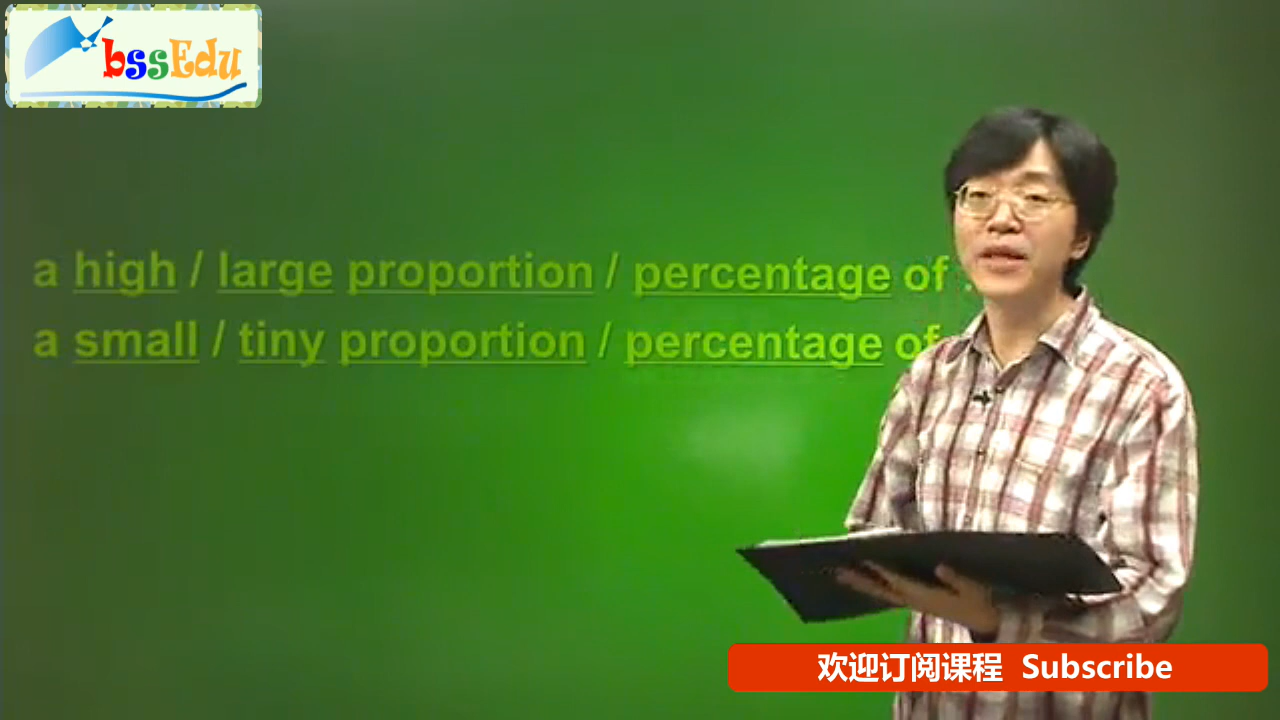 bssEdu
a high / large proportion / percentage of
a small / tiny proportion / percentage of
欢迎订阅课程 Subscribe